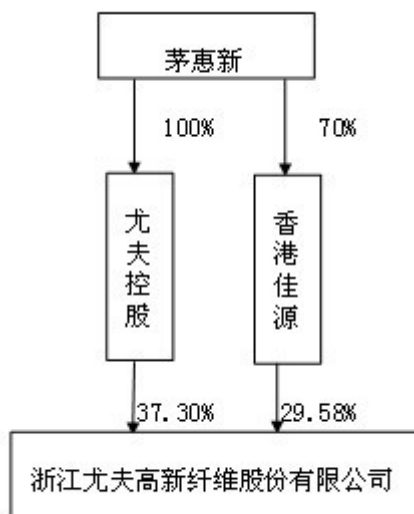 茅惠新
100%
70%
尤夫控股
香港佳源
37.30%
29.58%
浙江尤夫高新纤维股份有限公司